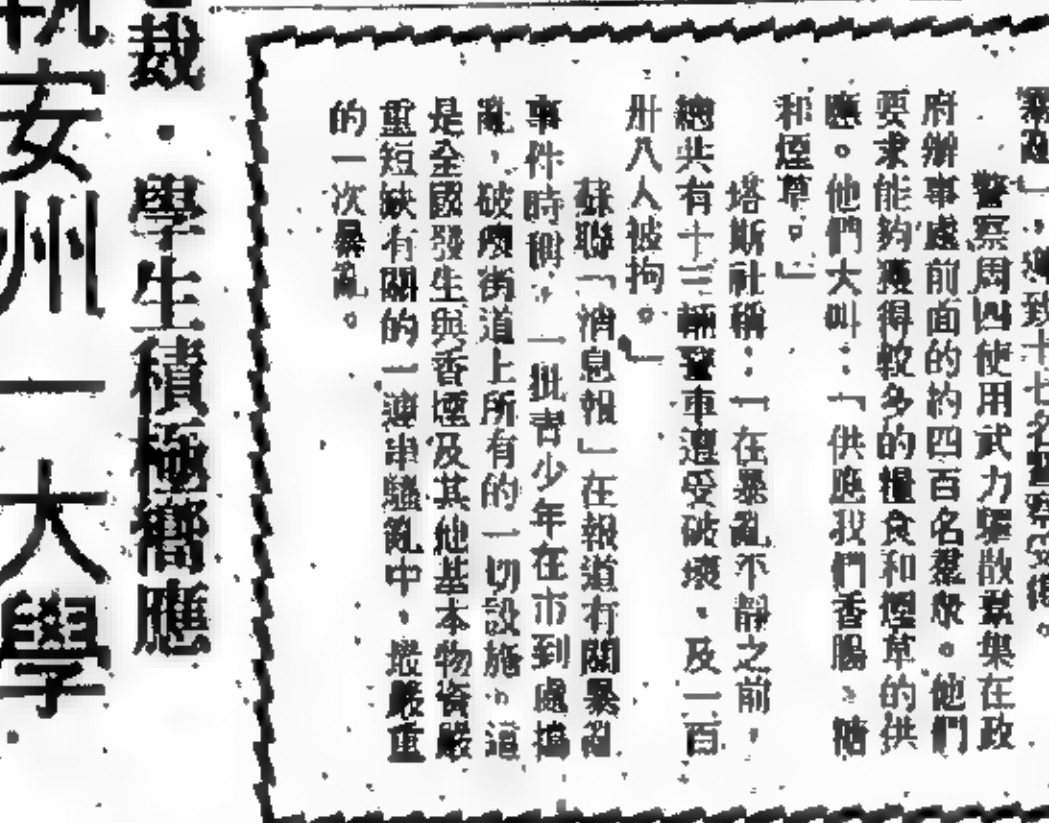 致十七名警察受傷。
警察周四使用武力驅散羣集在政
府辦事處前面的約四百名羣衆。他們
要求能夠獲得較多的糧食和煙草的供
應。他們大叫：「供應我們香腸、糖
和煙草。」
塔斯社稱：「在暴亂不靜之前，
總共有十三輛警車遭受破壞，及一百
卅八人被拘。」
蘇聯「消息報」在報道有關暴亂
事件時稱，一批青少年在市到處搗
亂，破壞街道上所有的一切設施。這
是全國發生與香煙及其他基本物資嚴
重短缺有關的一連串騷亂中，最嚴重
的一次暴亂。
裁・學生積極響應
安州一大學